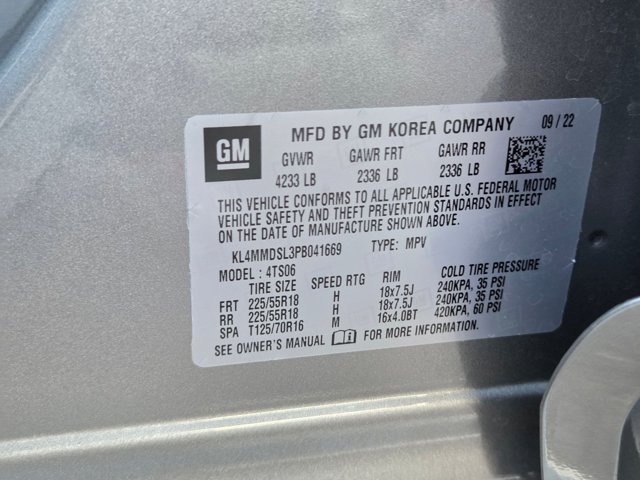 GM
MFD BY GM KOREA COMPANY 09/22
GVWR GAWR FRT GAWR RR
4233 LB 2336 LB 2336 LB
THIS VEHICLE CONFORMS TO ALL APPLICABLE U.S. FEDERAL MOTOR
VEHICLE SAFETY AND THEFT PREVENTION STANDARDS IN EFFECT
ON THE DATE OF MANUFACTURE SHOWN ABOVE.
KL4MMDSL3PB041669 TYPE: MPV
MODEL : 4TS06
TIRE SIZE SPEED RTG RIM COLD TIRE PRESSURE
FRT 225/55R18 H 18x7.5J 240KPA, 35 PSI
RR 225/55R18 H 18x7.5J 240KPA, 35 PSI
SPA T125/70R16 M 16x4.0BT 420KPA, 60 PSI
SEE OWNER'S MANUAL FOR MORE INFORMATION.